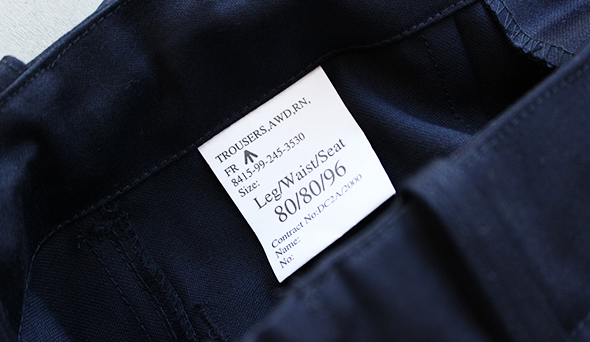 TROUSERS,AWD,RN,
FR
8415-99-245-3530
Size:
Leg/Waist/Seat
80/80/96
Contract No:DC2A/2000
Name:
No: